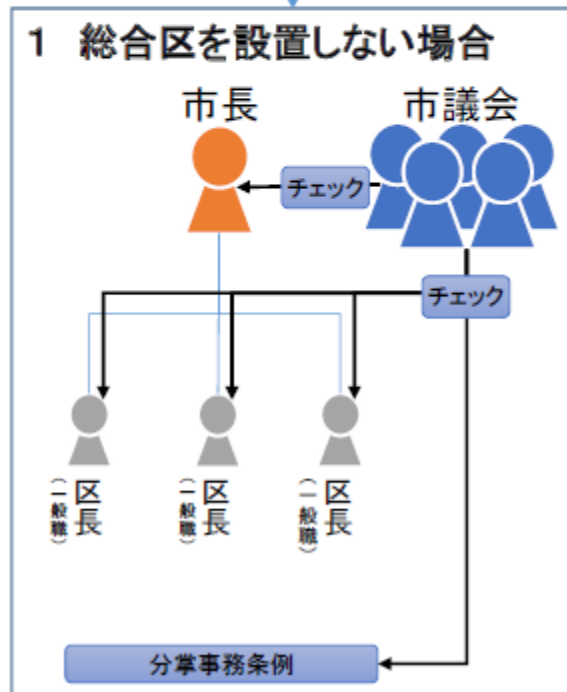 1 総合区を設置しない場合
市長
市議会
チェック
チェック
区長
（一般職）
区長
（一般職）
区長
（一般職）
分掌事務条例